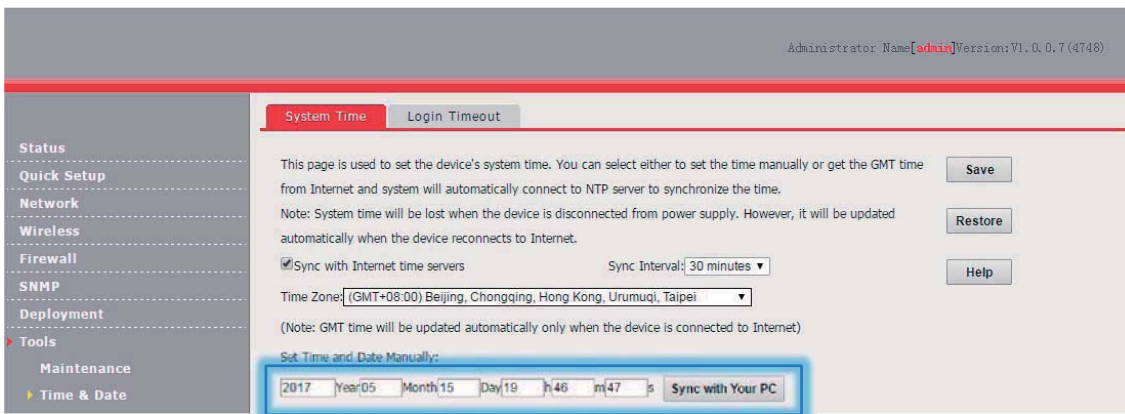 Administrator Name[admin]Version:V1.0.0.7(4748)
System Time
Login Timeout
Status
Quick Setup
Network
Wireless
Firewall
SNMP
Deployment
Tools
Maintenance
Time & Date
This page is used to set the device's system time. You can select either to set the time manually or get the GMT time
from Internet and system will automatically connect to NTP server to synchronize the time.
Note: System time will be lost when the device is disconnected from power supply. However, it will be updated
automatically when the device reconnects to Internet.
Sync with Internet time servers Sync Interval: 30 minutes
Time Zone: (GMT+08:00) Beijing, Chongqing, Hong Kong, Urumuqi, Taipei
(Note: GMT time will be updated automatically only when the device is connected to Internet)
Set Time and Date Manually:
2017 Year 05 Month 15 Day 19 h 46 m 47 s Sync with Your PC
Save
Restore
Help